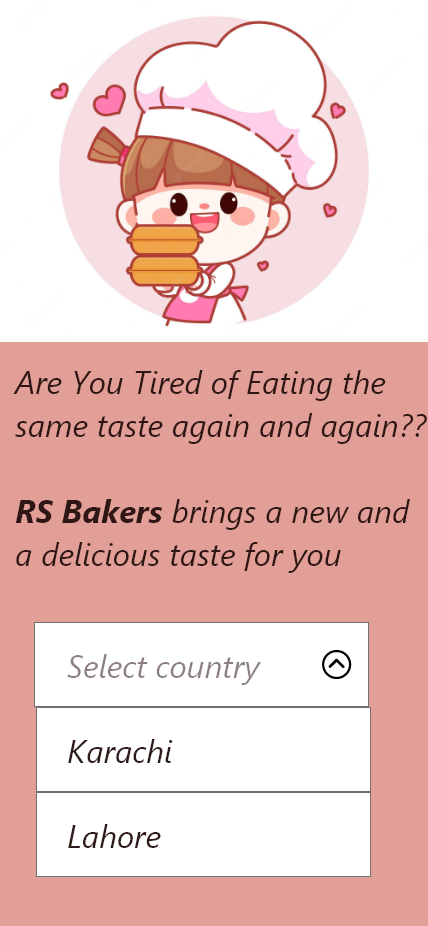 Are You Tired of Eating the
same taste again and again??
RS Bakers brings a new and
a delicious taste for you
Select country
Karachi
Lahore